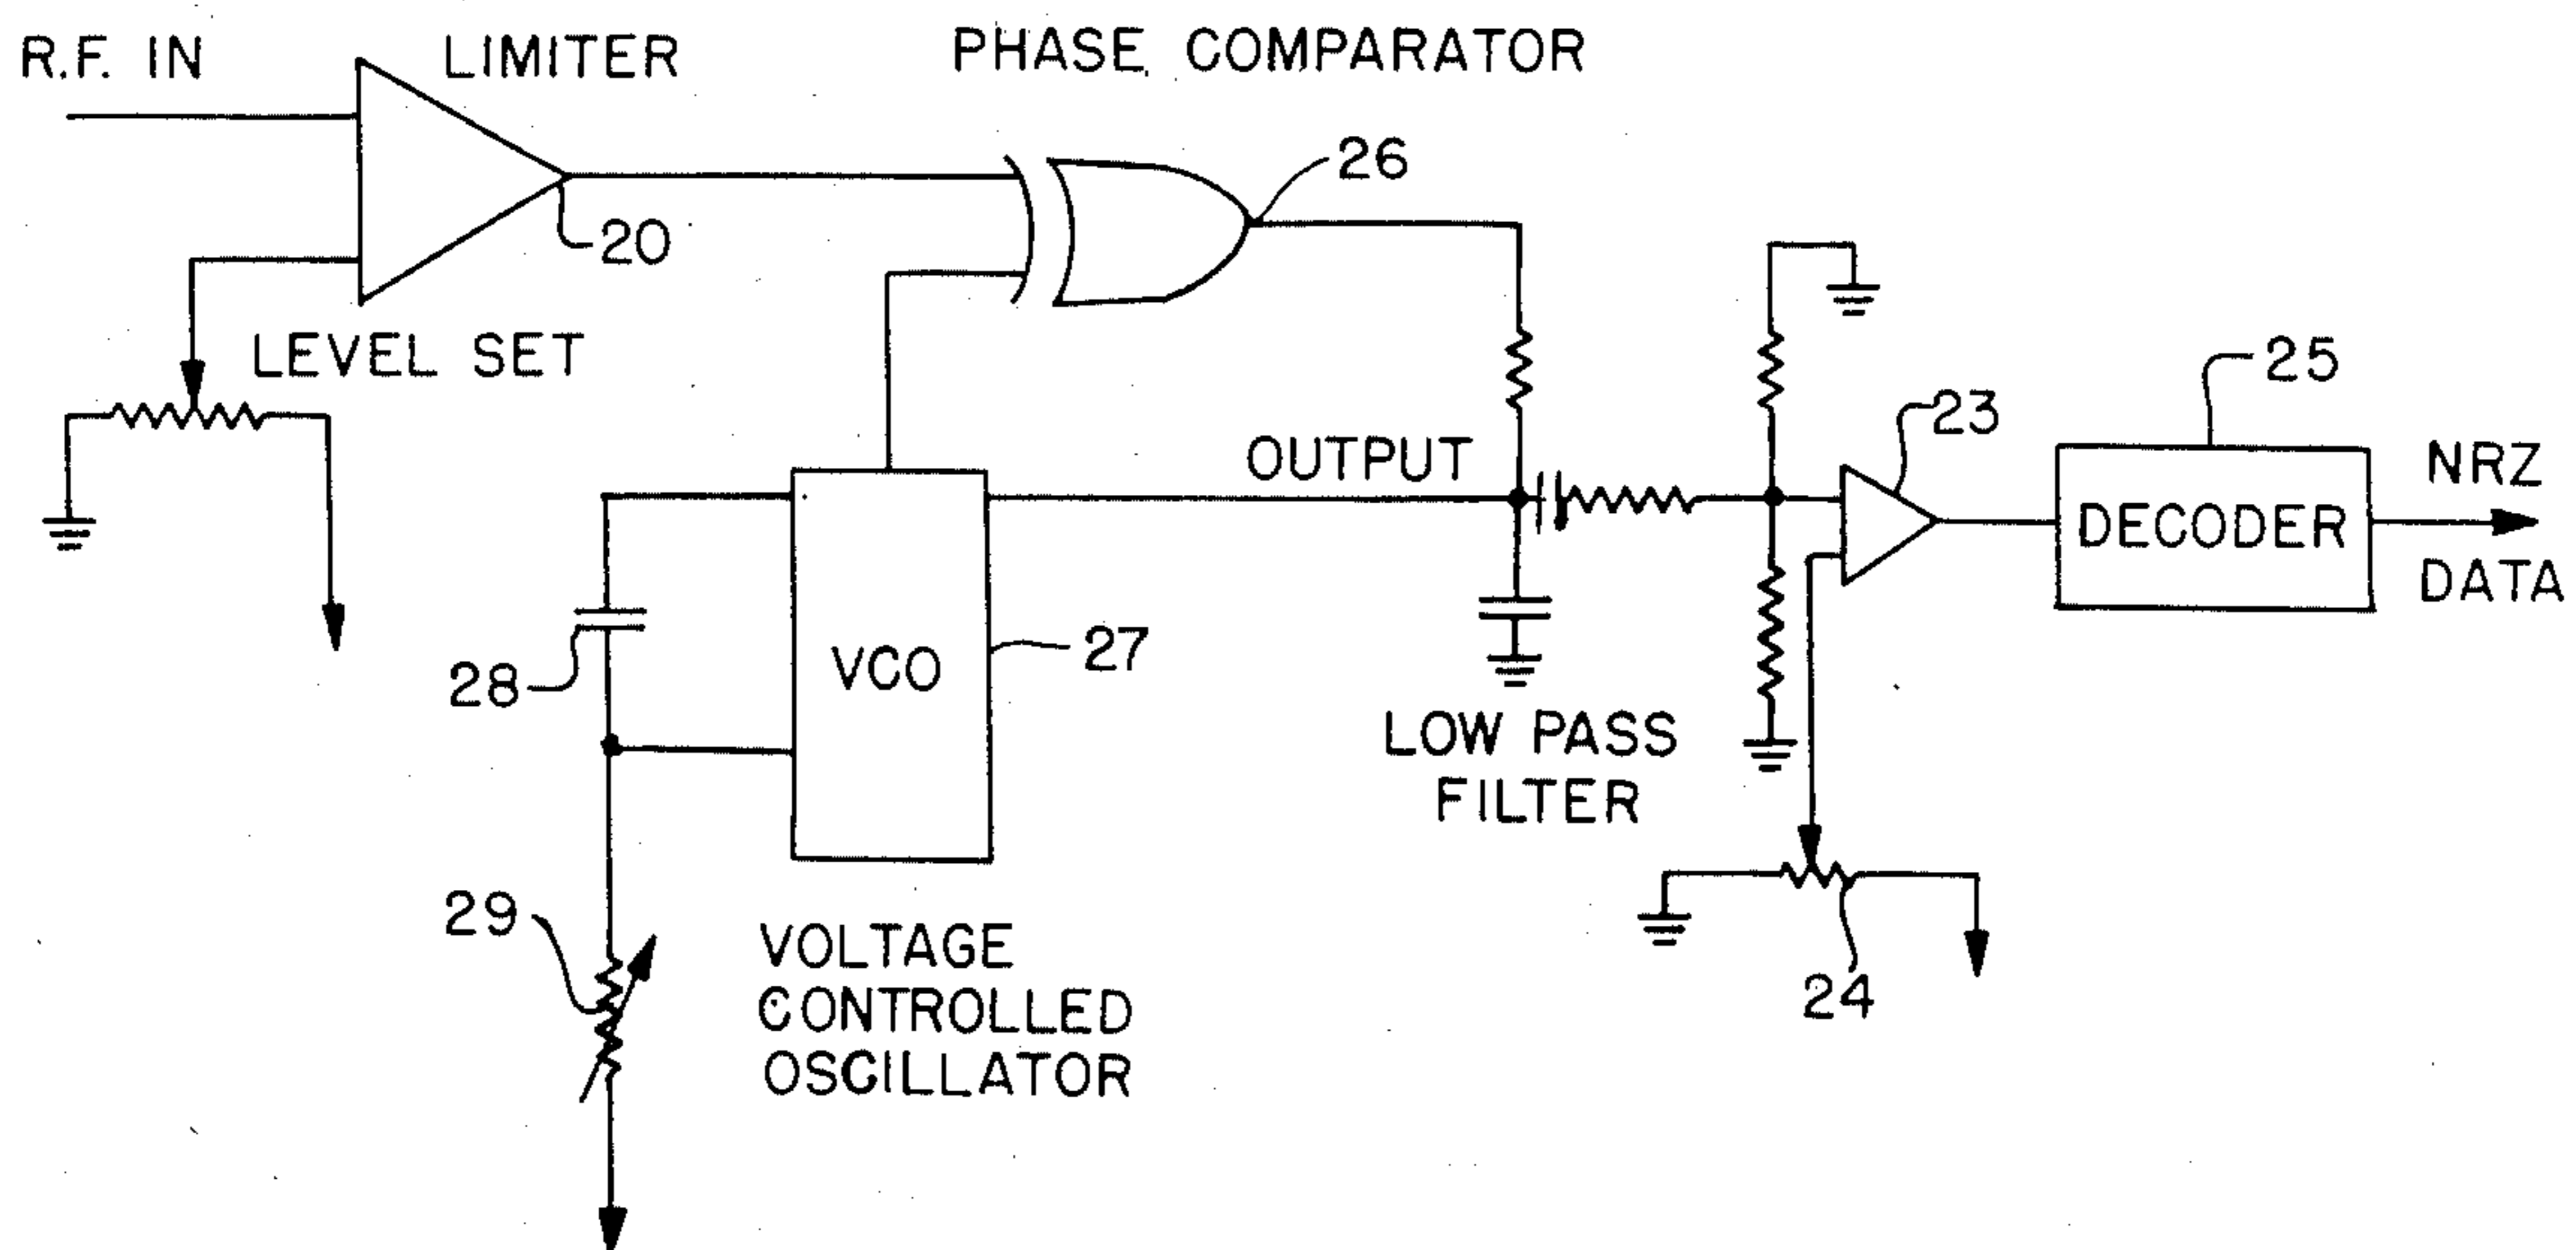 R.F. IN
LIMITER
PHASE COMPARATOR
26
20
LEVEL SET
25
23
OUTPUT
NRZ
DECODER
DATA
27
VCO
28
LOW PASS
FILTER
29
VOLTAGE
CONTROLLED
OSCILLATOR
24